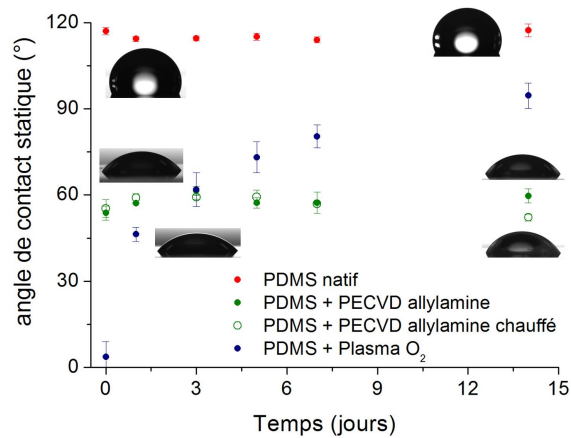 angle de contact statique (°)
120
90
60
30
0
PDMS natif
PDMS + PECVD allylamine
PDMS + PECVD allylamine chauffé
PDMS + Plasma O₂
0 3 6 9 12 15
Temps (jours)